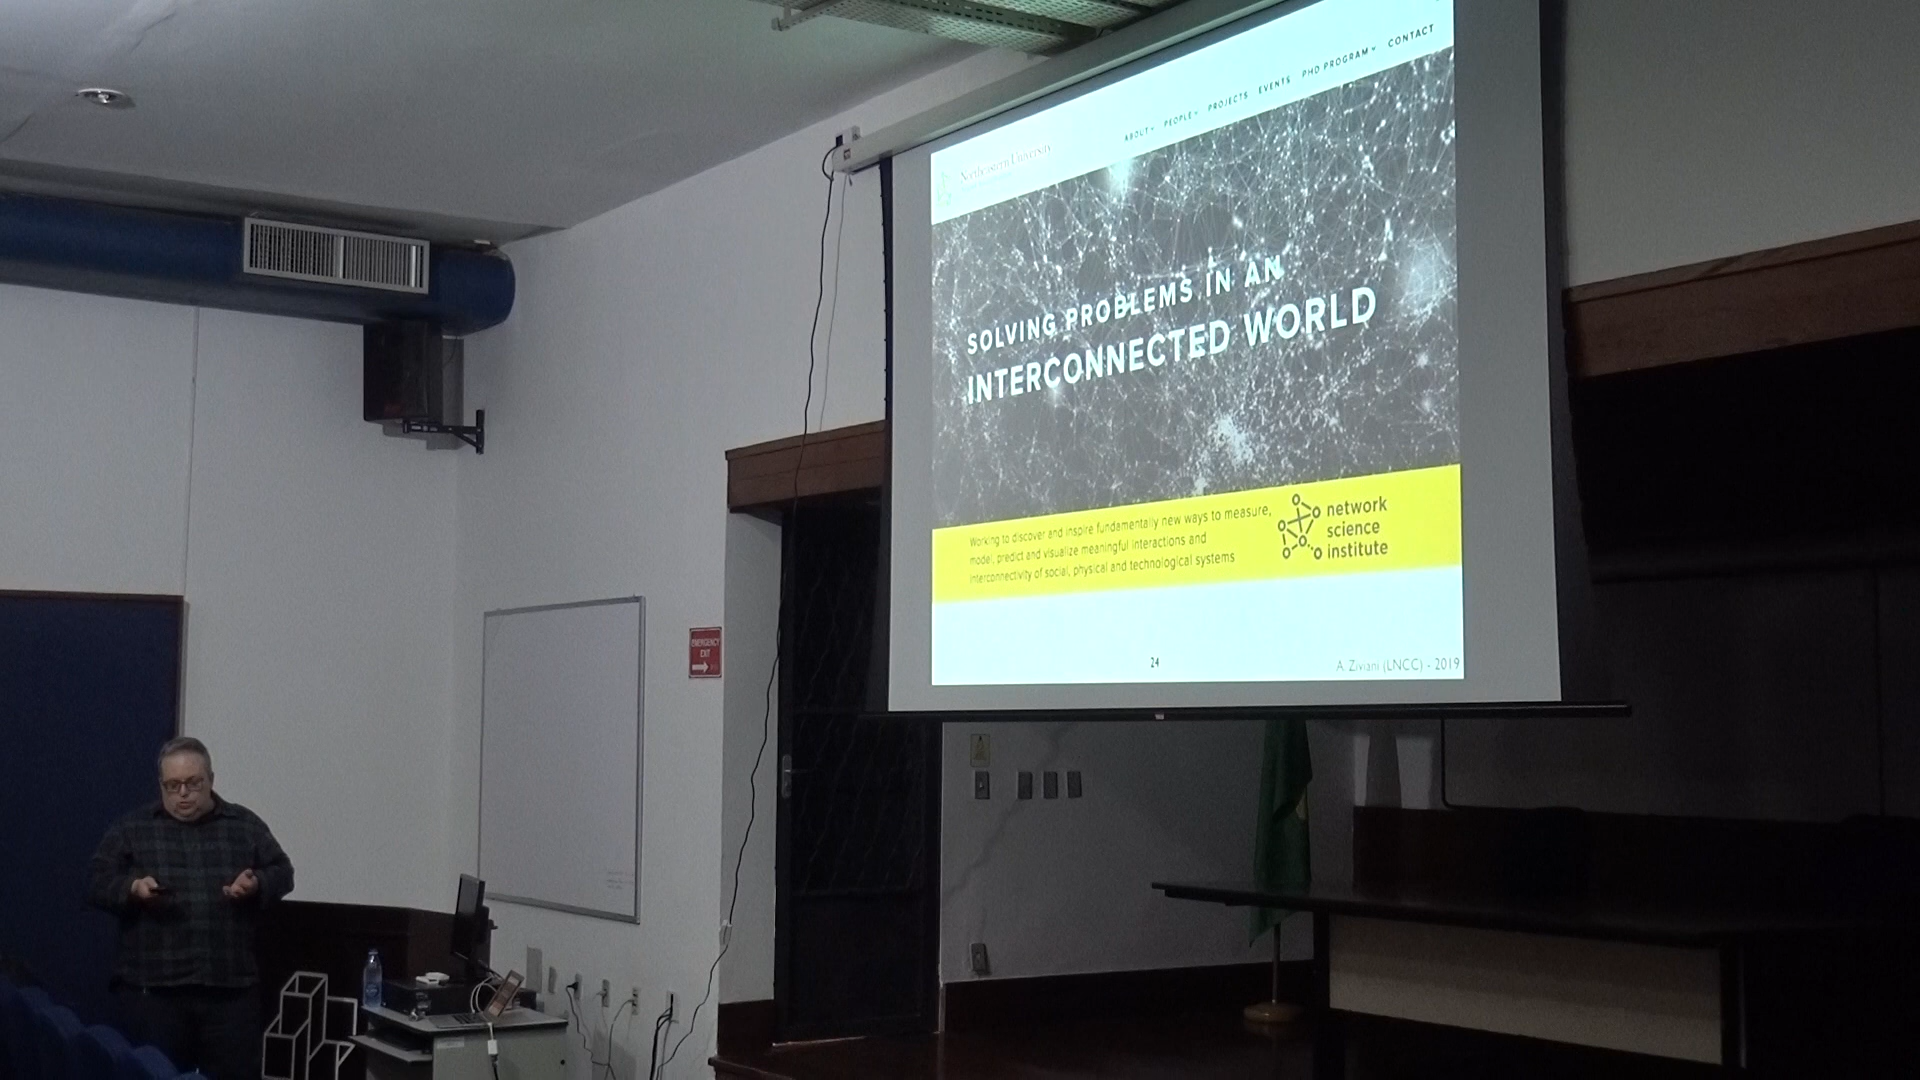 Northeastern University
ABOUT PEOPLE PROJECTS EVENTS PHD PROGRAM CONTACT
SOLVING PROBLEMS IN AN
INTERCONNECTED WORLD
Working to discover and inspire fundamentally new ways to measure,
model, predict and visualize meaningful interactions and
interconnectivity of social, physical and technological systems
network
science
institute
24
A. Ziviani (LNCC) - 2019
EMERGENCY
EXIT